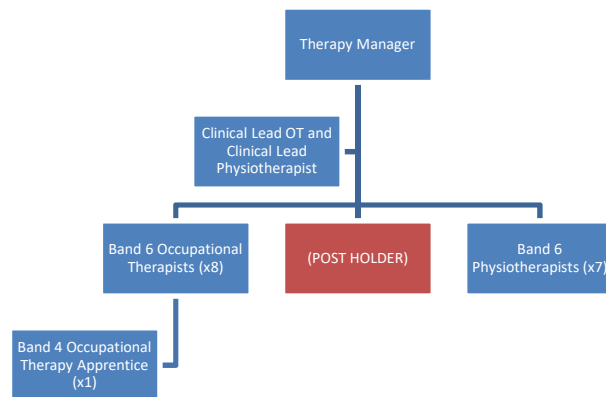 Therapy Manager
Clinical Lead OT and
Clinical Lead
Physiotherapist
Band 6 Occupational
Therapists (x8)
(POST HOLDER)
Band 6
Physiotherapists (x7)
Band 4 Occupational
Therapy Apprentice
(x1)